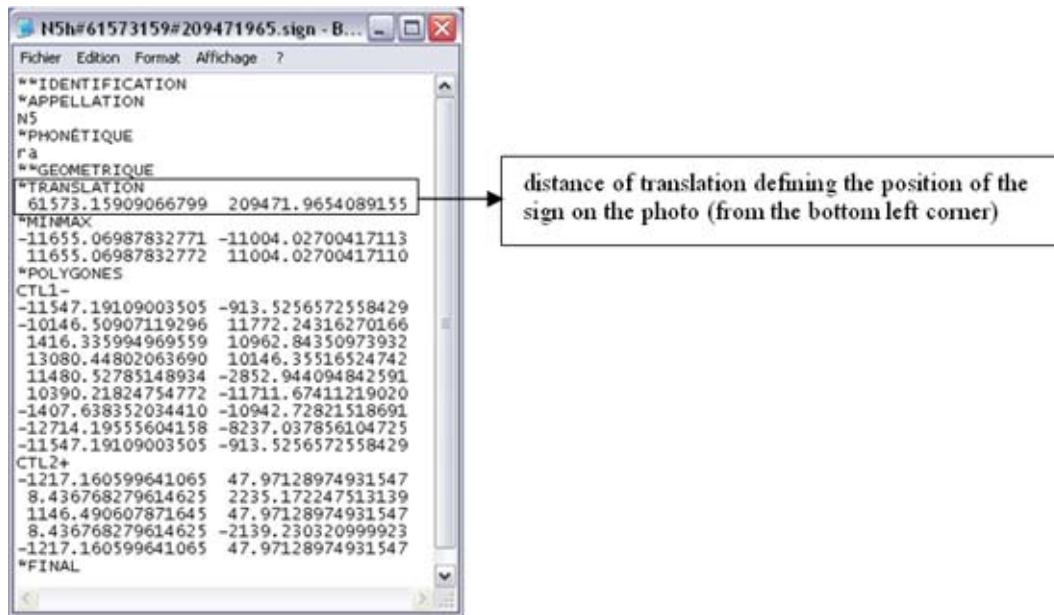 N5h#61573159#209471965.sign - B...
Fichier Edition Format Affichage ?
**IDENTIFICATION
*APPELLATION
N5
*PHONÉTIQUE
ra
**GEOMETRIQUE
*TRANSLATION
61573.15909066799 209471.9654089155
*MINMAX
-11655.06987832771 -11004.02700417113
11655.06987832772 11004.02700417110
*POLYGONES
CTL1-
-11547.19109003505 -913.5256572558429
-10146.50907119296 11772.24316270166
1416.335994969559 10962.84350973932
13080.44802063690 10146.35516524742
11480.52785148934 -2852.944094842591
10390.21824754772 -11711.67411219020
-1407.638352034410 -10942.72821518691
-12714.19555604158 -8237.037856104725
-11547.19109003505 -913.5256572558429
CTL2+
-1217.160599641065 47.97128974931547
8.436768279614625 2235.172247513139
1146.490607871645 47.97128974931547
8.436768279614625 -2139.230320999923
-1217.160599641065 47.97128974931547
*FINAL
distance of translation defining the position of the
sign on the photo (from the bottom left corner)